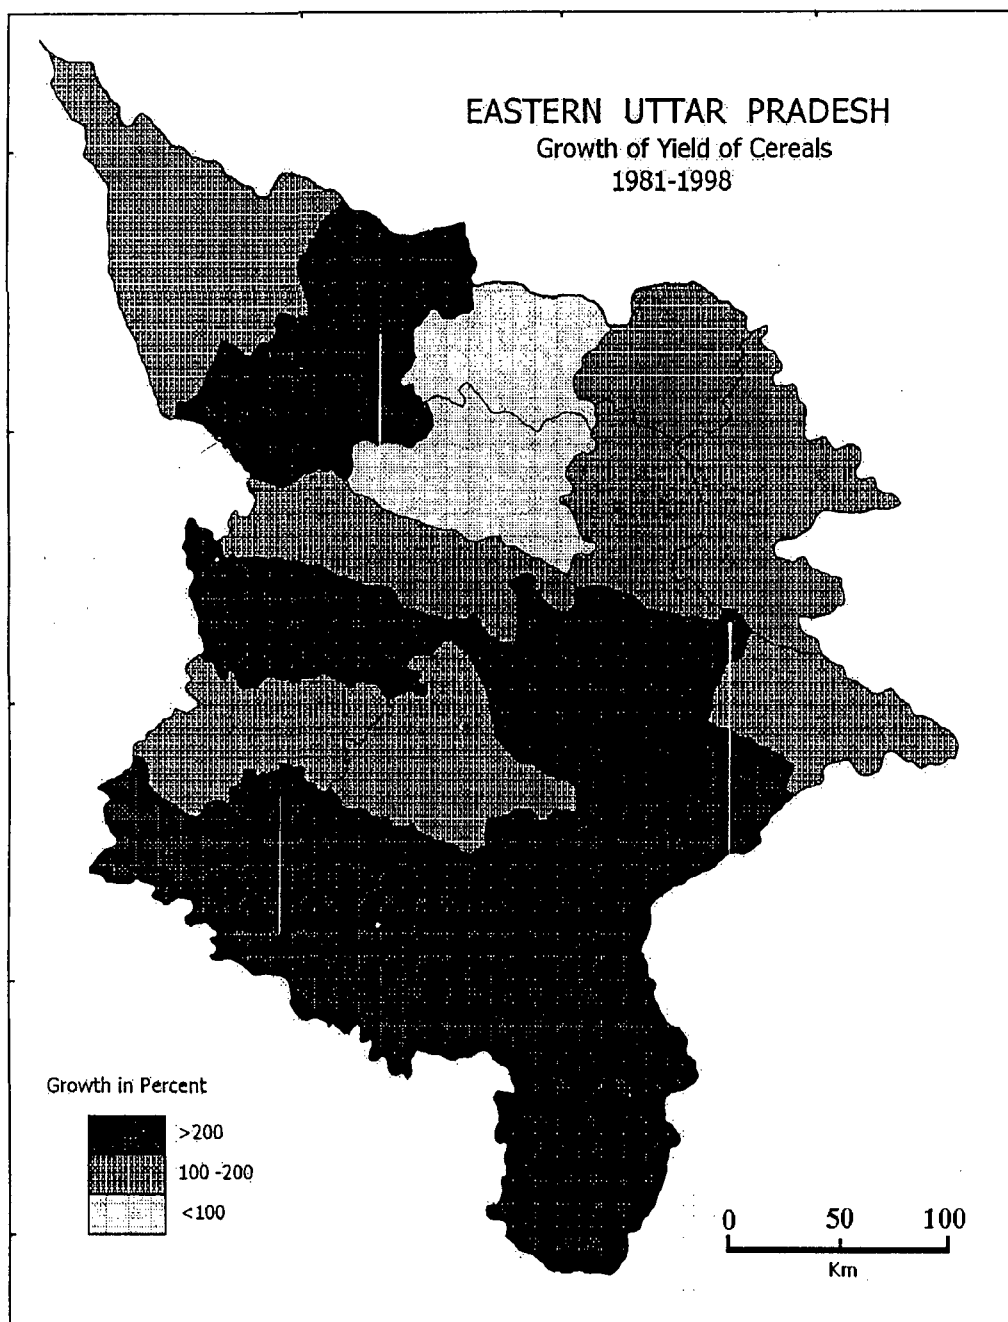 EASTERN UTTAR PRADESH
Growth of Yield of Cereals
1981-1998
Growth in Percent
>200
100 -200
<100
0 50 100
Km